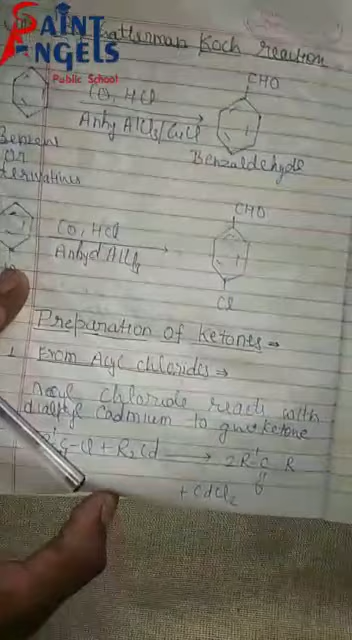 SAINT
ANGELS
Public School
Gatterman Koch reaction
CHO
CO, HCl
Anhy AlCl3/CuCl
Benzaldehyde
Benzene
or
derivatives
CHO
CO, HCl
Anhyd AlCl3
Cl
Preparation of ketones ⇒
1 From Acyl chlorides ⇒
Acyl chloride reacts with
dialkyl Cadmium to give ketone
R'C-Cl + R2Cd → 2R'C R
O
+ CdCl2